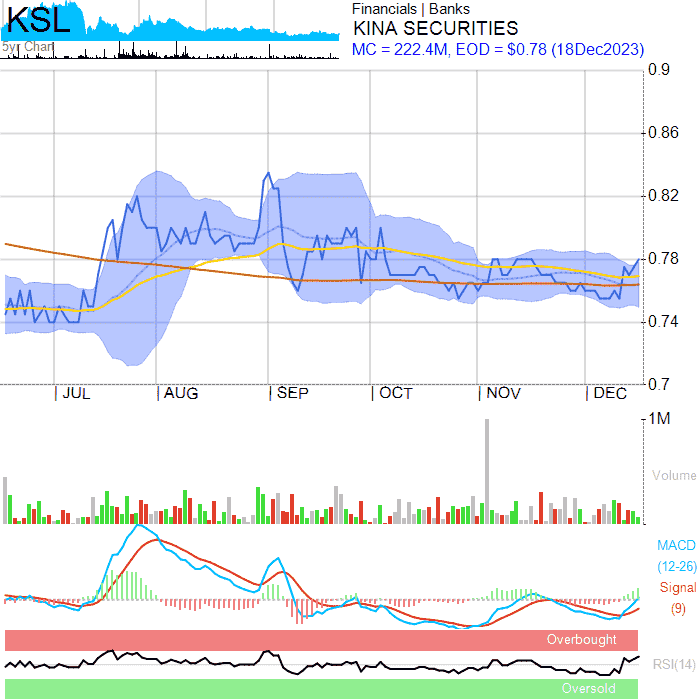 KSL
5yr Chart
Financials | Banks
KINA SECURITIES
MC = 222.4M, EOD = $0.78 (18Dec2023)
0.9
0.86
0.82
0.78
0.74
0.7
JUL AUG SEP OCT NOV DEC
1M
Volume
MACD
(12-26)
Signal
(9)
Overbought
RSI(14)
Oversold